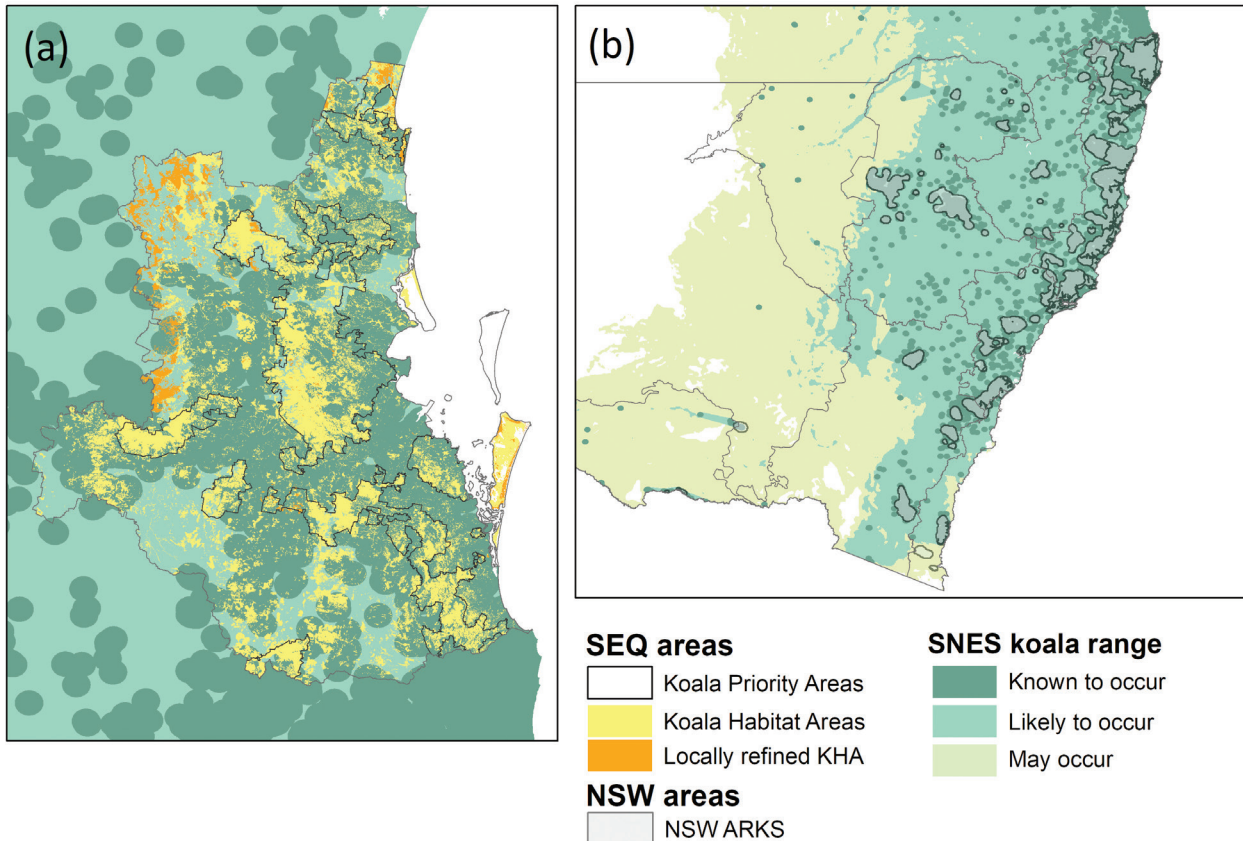 (a)
(b)
SEQ areas
Koala Priority Areas
Koala Habitat Areas
Locally refined KHA
NSW areas
NSW ARKS
SNES koala range
Known to occur
Likely to occur
May occur